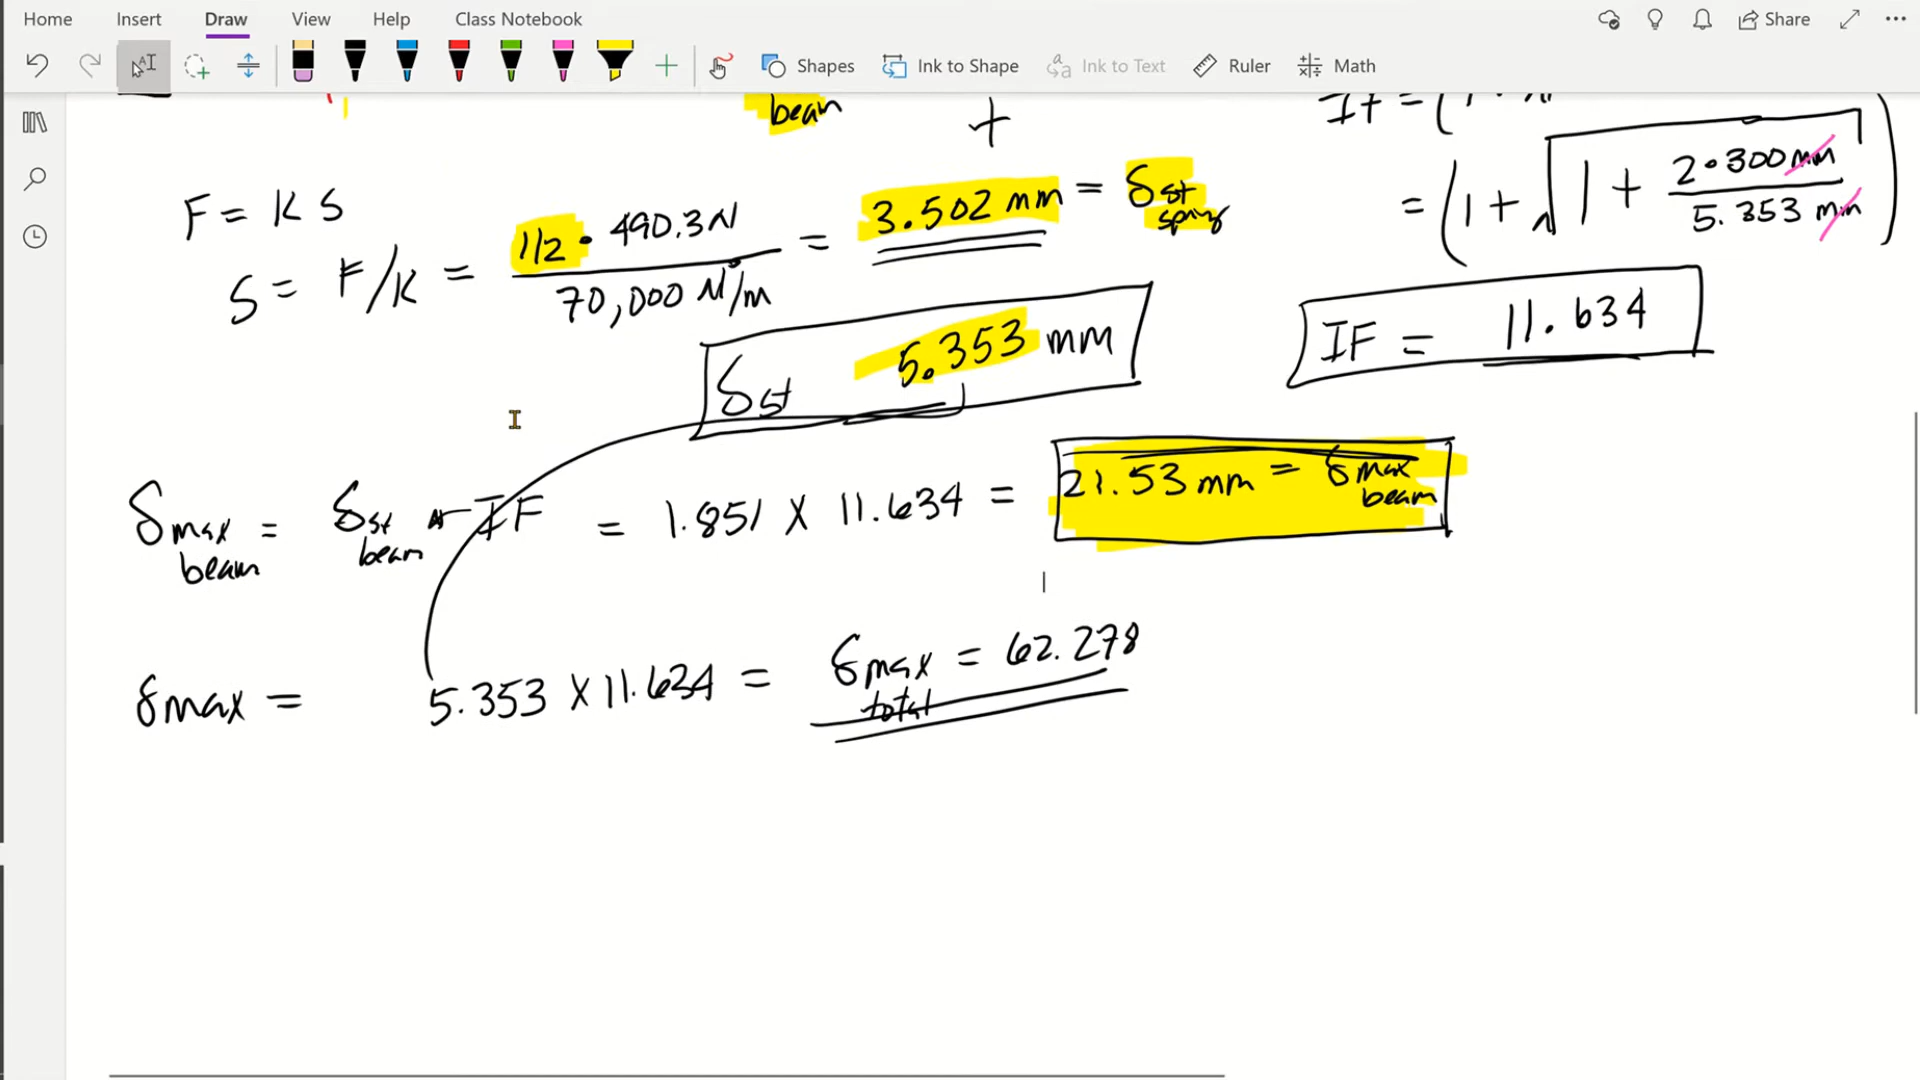 Home Insert Draw View Help Class Notebook Share
Shapes Ink to Shape Ink to Text Ruler Math
beam +
= (1 + √1 + 2·300mm / 5.353 mm)
F = K S
S = F/K = 1/2 · 490.3N / 70,000 N/m = 3.502 mm = δst spring
δst 5.353 mm
IF = 11.634
δmax beam = δst beam * IF = 1.851 X 11.634 = 21.53 mm = δmax beam
δmax = 5.353 X 11.634 = δmax total = 62.278